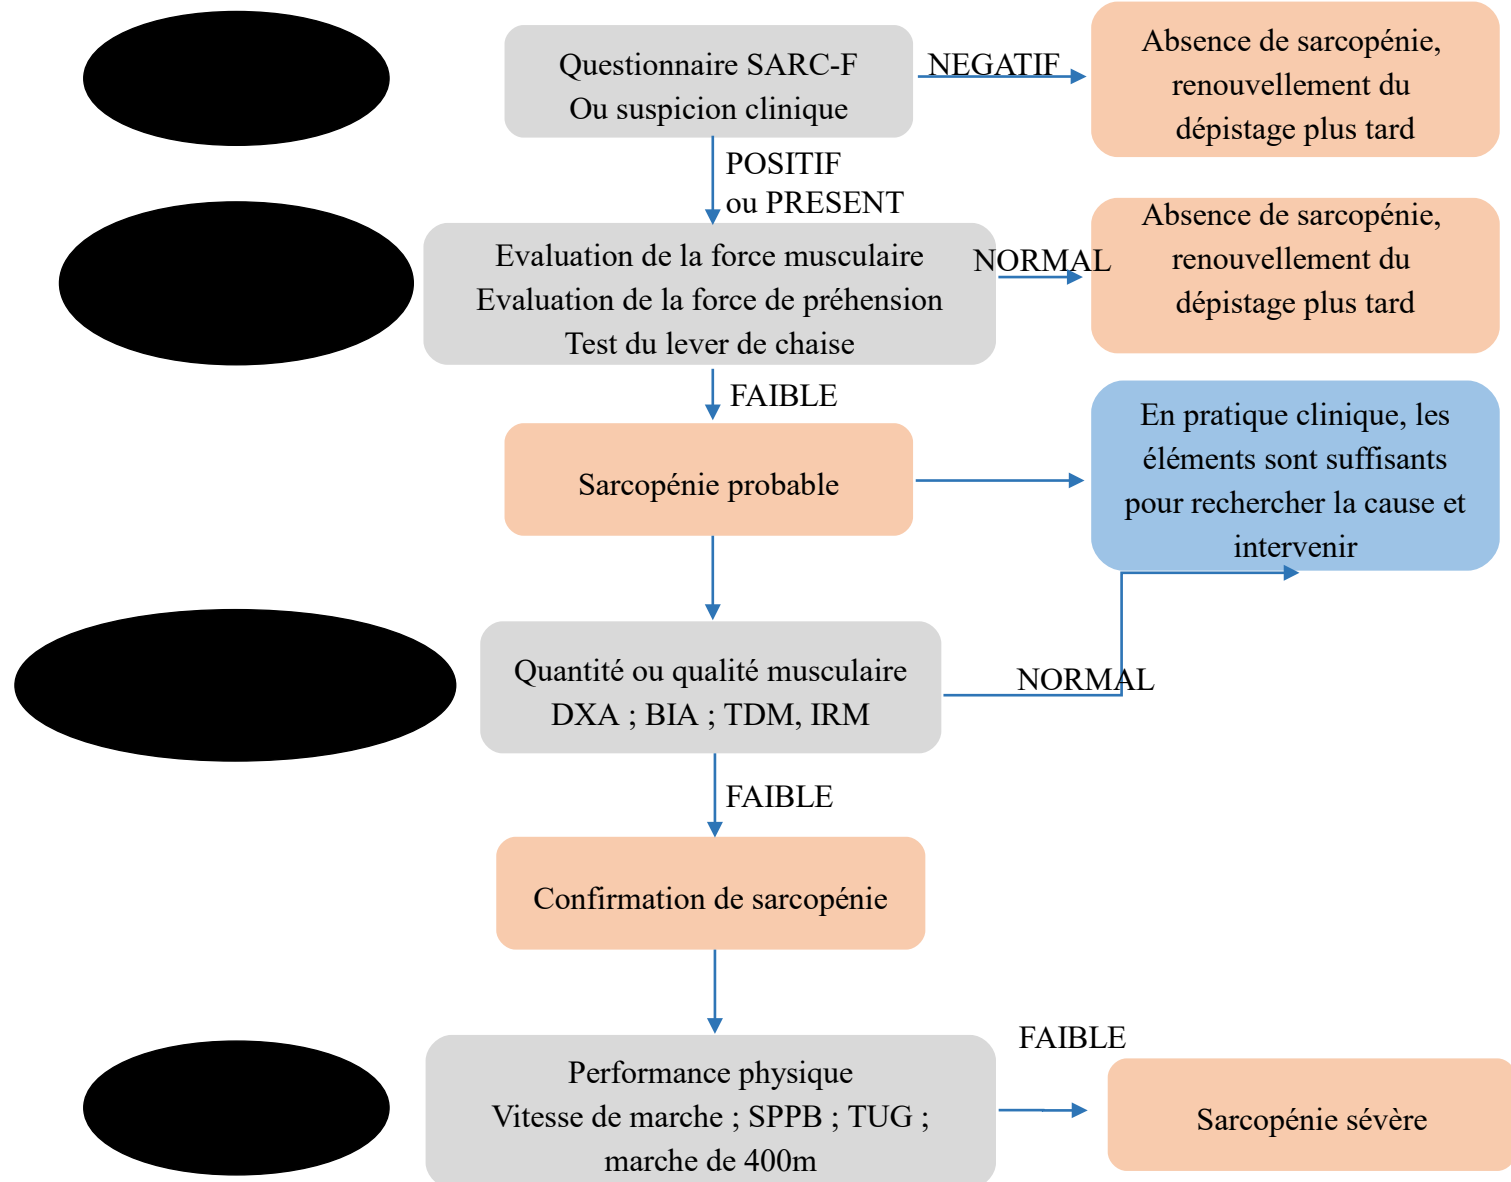 Questionnaire SARC-F
Ou suspicion clinique
NEGATIF
Absence de sarcopénie,
renouvellement du
dépistage plus tard
POSITIF
ou PRESENT
Evaluation de la force musculaire
Evaluation de la force de préhension
Test du lever de chaise
NORMAL
Absence de sarcopénie,
renouvellement du
dépistage plus tard
FAIBLE
Sarcopénie probable
En pratique clinique, les
éléments sont suffisants
pour rechercher la cause et
intervenir
Quantité ou qualité musculaire
DXA ; BIA ; TDM, IRM
NORMAL
FAIBLE
Confirmation de sarcopénie
Performance physique
Vitesse de marche ; SPPB ; TUG ;
marche de 400m
FAIBLE
Sarcopénie sévère